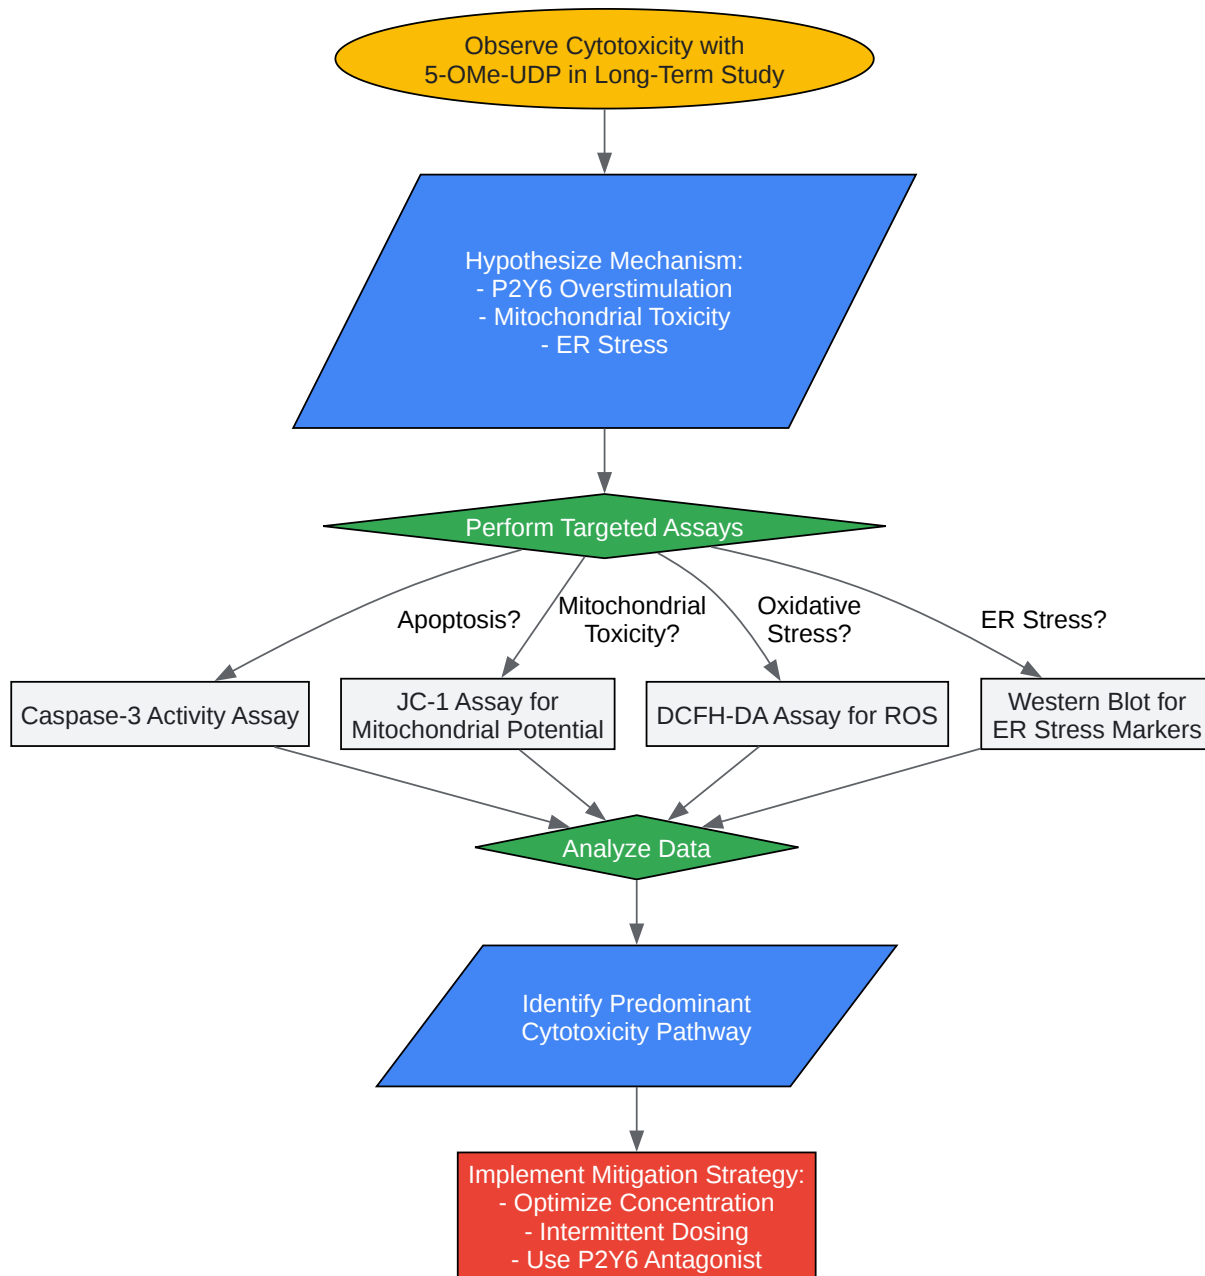 Observe Cytotoxicity with
5-OMe-UDP in Long-Term Study
Hypothesize Mechanism:
- P2Y6 Overstimulation
- Mitochondrial Toxicity
- ER Stress
Perform Targeted Assays
Apoptosis?
Mitochondrial
Toxicity?
Oxidative
Stress?
ER Stress?
Caspase-3 Activity Assay
JC-1 Assay for
Mitochondrial Potential
DCFH-DA Assay for ROS
Western Blot for
ER Stress Markers
Analyze Data
Identify Predominant
Cytotoxicity Pathway
Implement Mitigation Strategy:
- Optimize Concentration
- Intermittent Dosing
- Use P2Y6 Antagonist